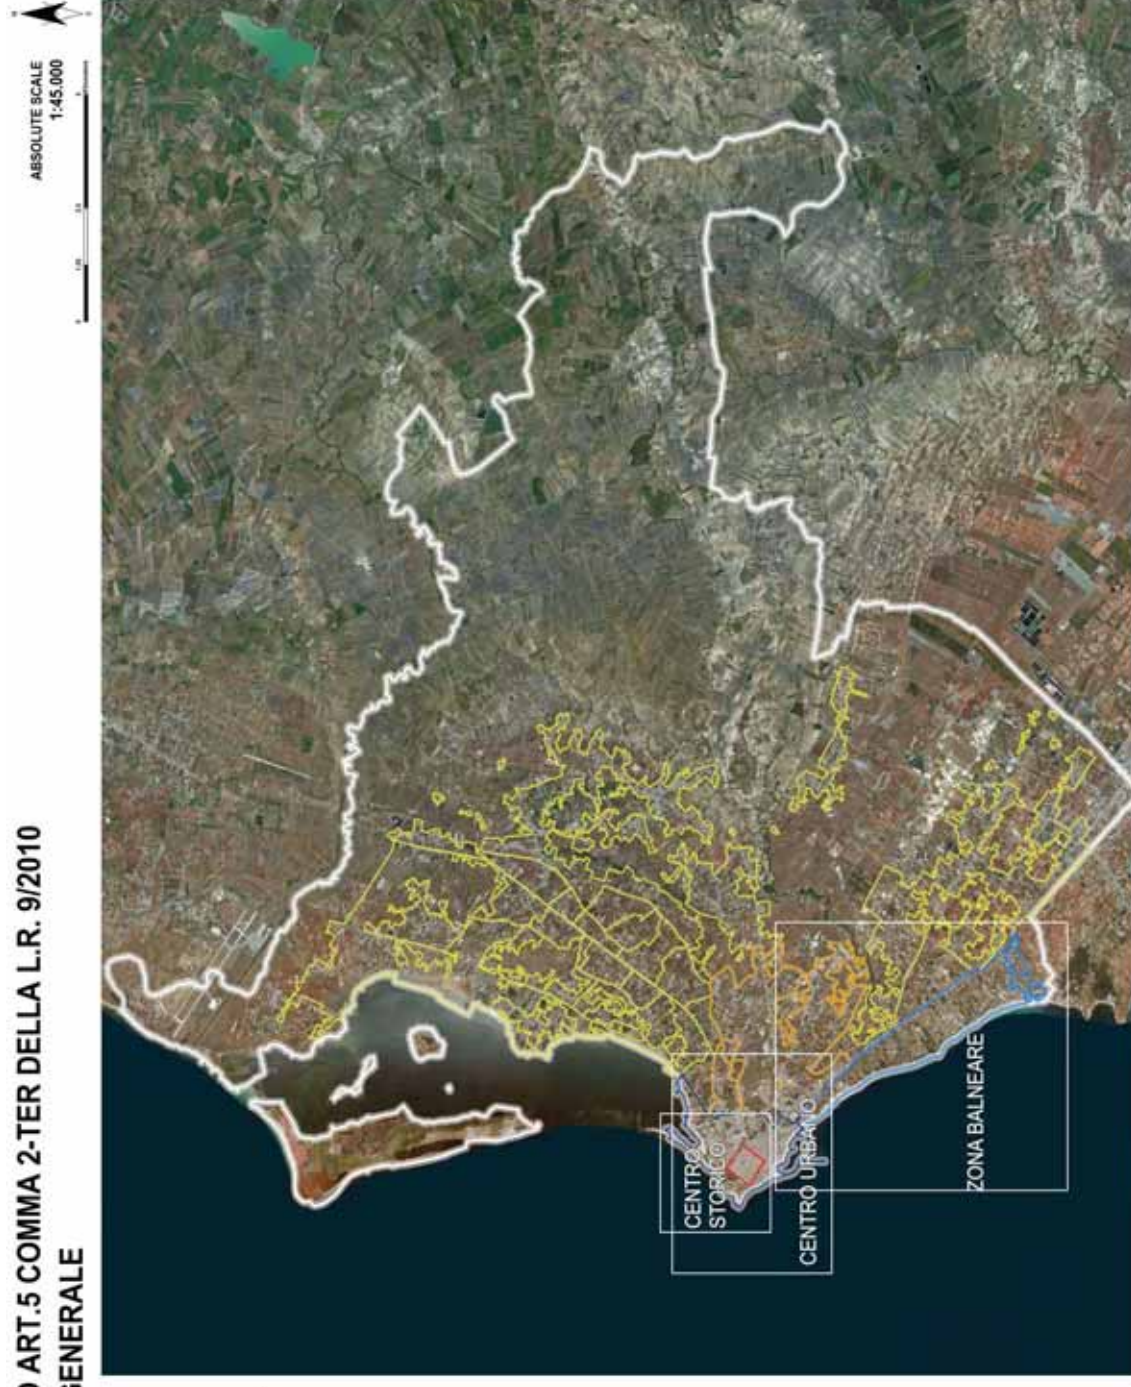 ART.5 COMMA 2-TER DELLA L.R. 9/2010
GENERALE
ABSOLUTE SCALE
1:45.000
CENTRO
STORICO
CENTRO URBANO
ZONA BALNEARE